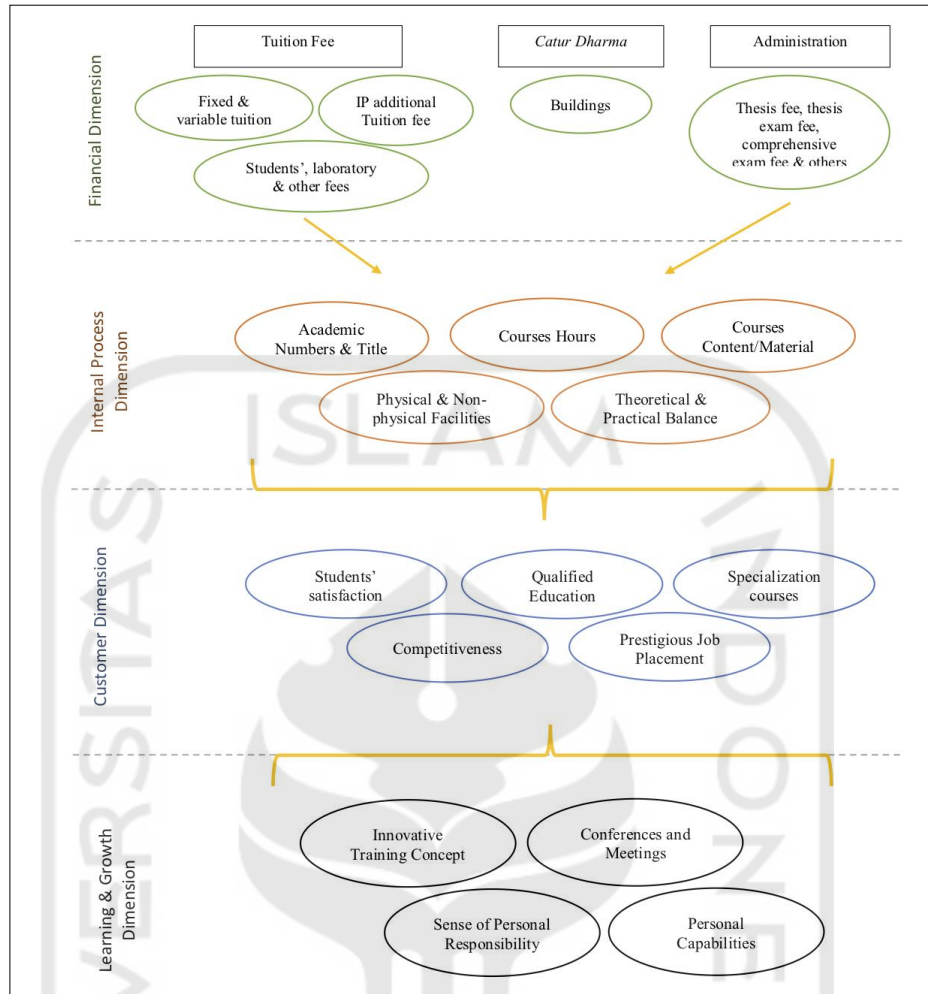 Financial Dimension
Tuition Fee
Catur Dharma
Administration
Fixed &
variable tuition
IP additional
Tuition fee
Students’, laboratory
& other fees
Buildings
Thesis fee, thesis
exam fee,
comprehensive
exam fee & others
Internal Process
Dimension
Academic
Numbers & Title
Courses Hours
Courses
Content/Material
Physical & Non-
physical Facilities
Theoretical &
Practical Balance
Customer Dimension
Students’
satisfaction
Qualified
Education
Specialization
courses
Competitiveness
Prestigious Job
Placement
Learning & Growth
Dimension
Innovative
Training Concept
Conferences and
Meetings
Sense of Personal
Responsibility
Personal
Capabilities
VERSITAS
ISLAM
INDONE